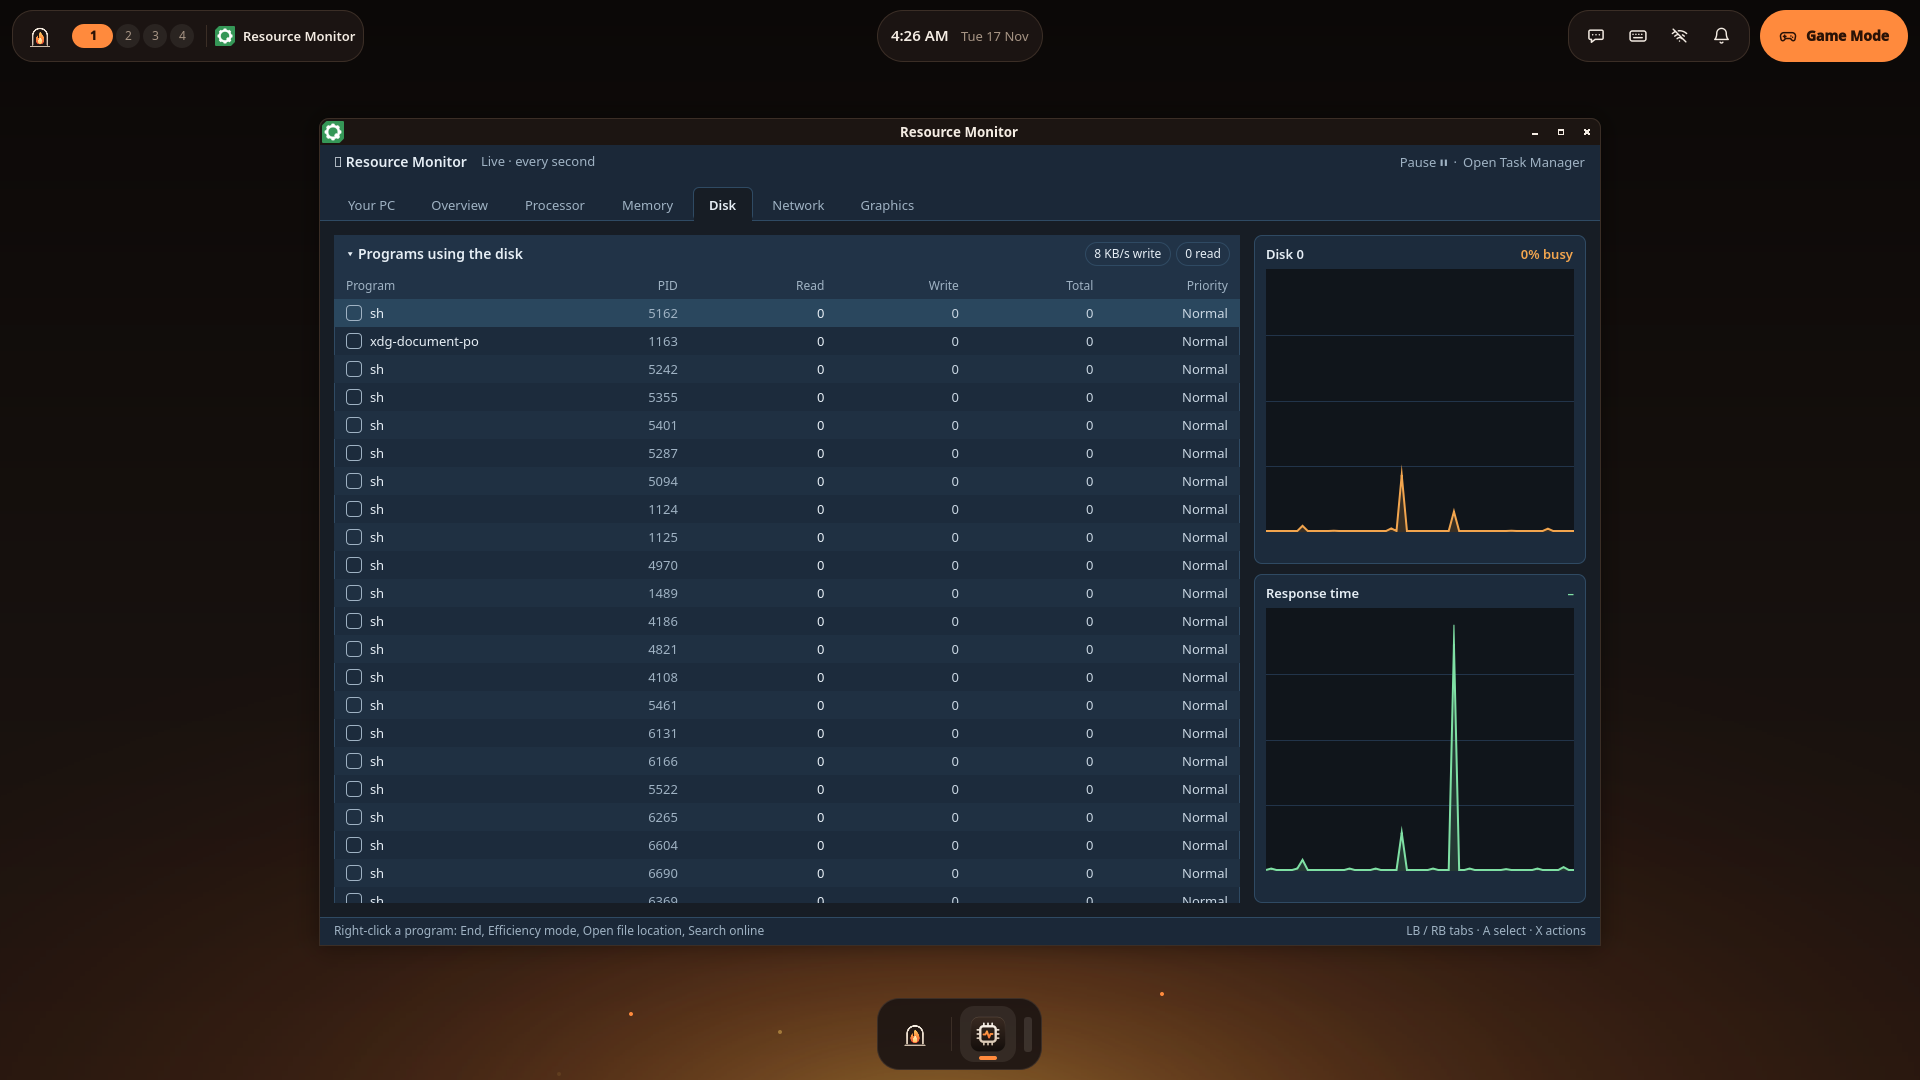 1 2 3 4 Resource Monitor
4:26 AM Tue 17 Nov
Game Mode
Resource Monitor
Resource Monitor Live · every second
Pause · Open Task Manager
Your PC Overview Processor Memory Disk Network Graphics
Programs using the disk 8 KB/s write 0 read
Program PID Read Write Total Priority
sh 5162 0 0 0 Normal
xdg-document-po 1163 0 0 0 Normal
sh 5242 0 0 0 Normal
sh 5355 0 0 0 Normal
sh 5401 0 0 0 Normal
sh 5287 0 0 0 Normal
sh 5094 0 0 0 Normal
sh 1124 0 0 0 Normal
sh 1125 0 0 0 Normal
sh 4970 0 0 0 Normal
sh 1489 0 0 0 Normal
sh 4186 0 0 0 Normal
sh 4821 0 0 0 Normal
sh 4108 0 0 0 Normal
sh 5461 0 0 0 Normal
sh 6131 0 0 0 Normal
sh 6166 0 0 0 Normal
sh 5522 0 0 0 Normal
sh 6265 0 0 0 Normal
sh 6604 0 0 0 Normal
sh 6690 0 0 0 Normal
sh 6369 0 0 0 Normal
Disk 0 0% busy
Response time –
Right-click a program: End, Efficiency mode, Open file location, Search online
LB / RB tabs · A select · X actions